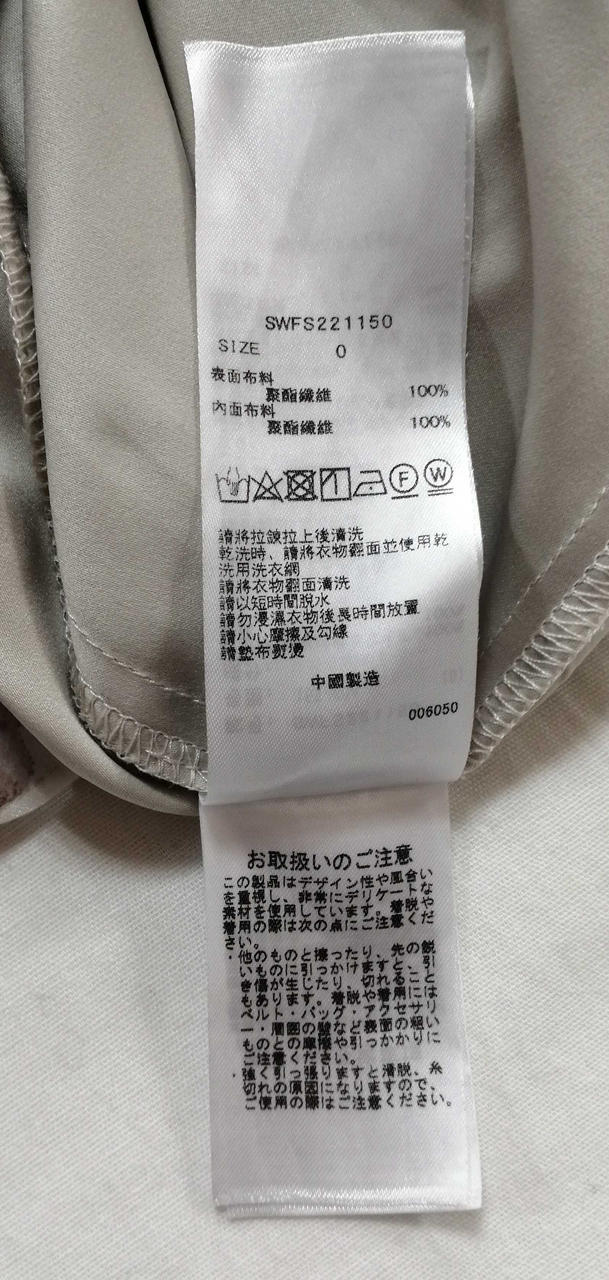 SWFS221150
SIZE 0
表面布料
聚酯纖維 100%
內面布料
聚酯纖維 100%
F W
請將拉鍊拉上後清洗
乾洗時、請將衣物翻面並使用乾
洗用洗衣網
請將衣物翻面清洗
請以短時間脫水
請勿浸濕衣物後長時間放置
請小心摩擦及勾線
請墊布熨燙
中國製造
006050
お取扱いのご注意
この製品はデザイン性や風合い
を重視し、非常にデリケートな
素材を使用しています。着脱や
着用の際は次の点にご注意くだ
さい。
・他のものと擦ったり、先の鋭
いものに引っかけますと、引
き傷が生じたり、切れること
もあります。着脱や着用には
ベルト・バッグ・アクセサリ
ー・周囲の壁など表面の粗い
ものとの摩擦や引っかかりに
ご注意ください。
・強く引っ張りますと滑脱、糸
切れの原因になりますので、
ご使用の際はご注意ください。